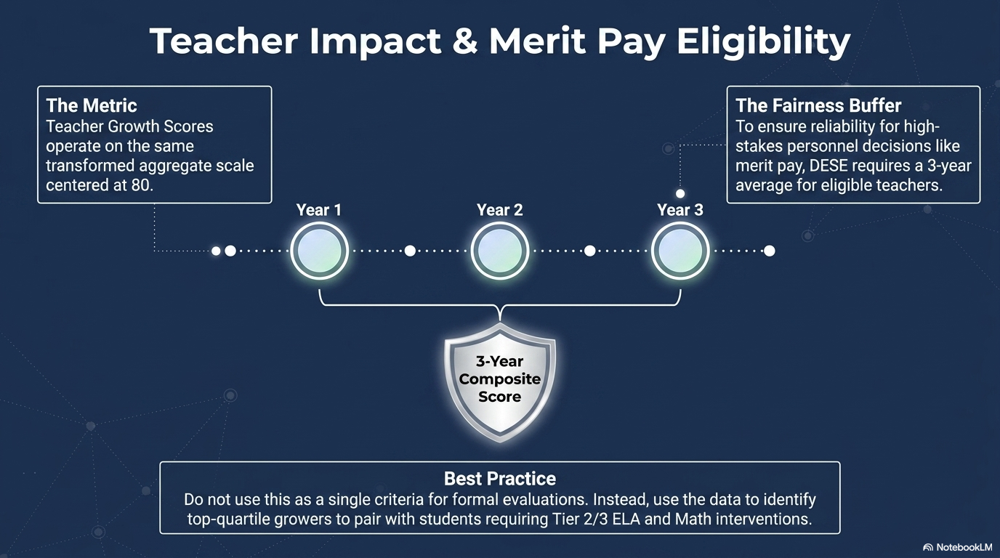 Teacher Impact & Merit Pay Eligibility
The Metric
Teacher Growth Scores
operate on the same
transformed aggregate scale
centered at 80.
The Fairness Buffer
To ensure reliability for high-
stakes personnel decisions like
merit pay, DESE requires a 3-year
average for eligible teachers.
Year 1
Year 2
Year 3
3-Year
Composite
Score
Best Practice
Do not use this as a single criteria for formal evaluations. Instead, use the data to identify
top-quartile growers to pair with students requiring Tier 2/3 ELA and Math interventions.
NotebookLM